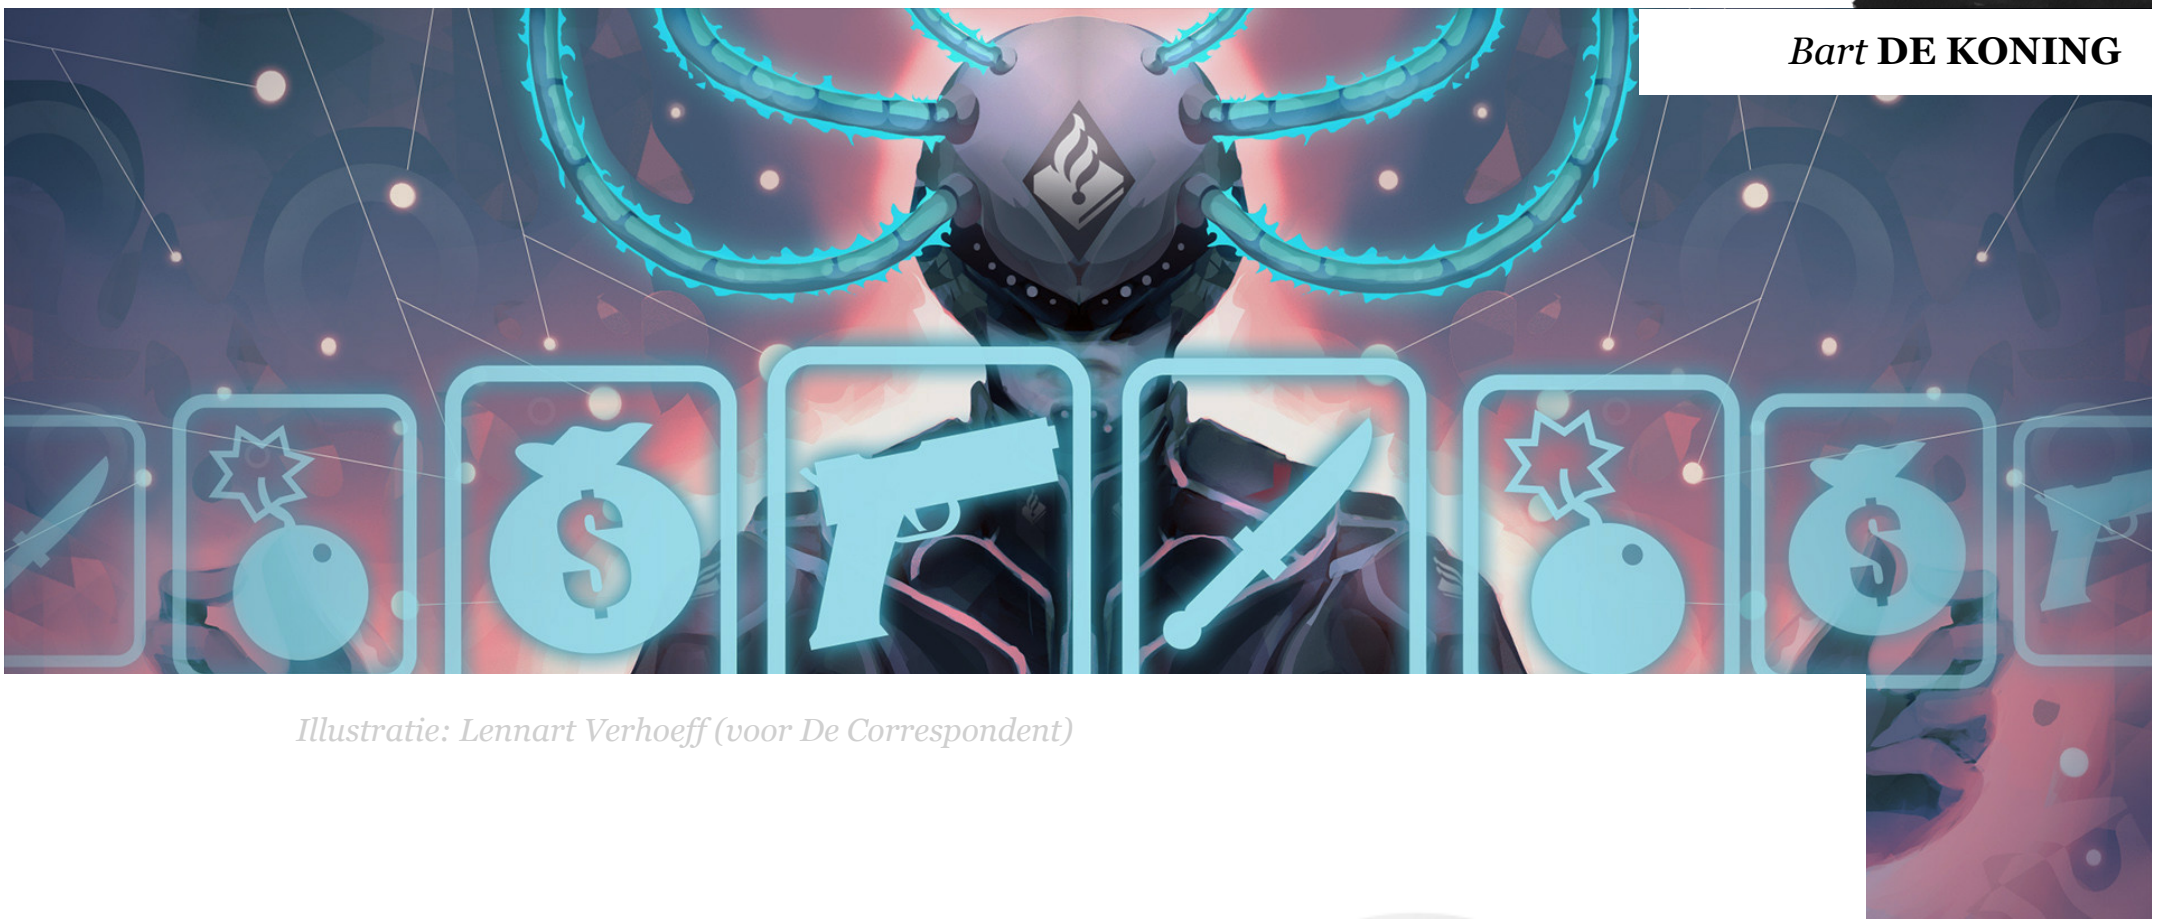 Bart DE KONING
$
$
Illustratie: Lennart Verhoeff (voor De Correspondent)